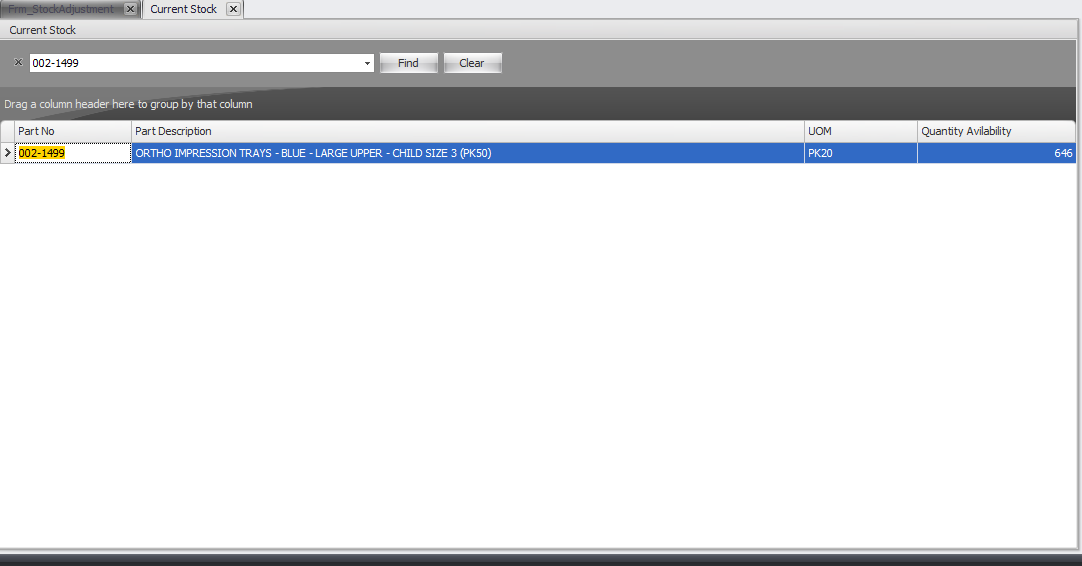 Frm_StockAdjustment Current Stock
Current Stock
002-1499 Find Clear
Drag a column header here to group by that column
Part No Part Description UOM Quantity Avilability
002-1499 ORTHO IMPRESSION TRAYS - BLUE - LARGE UPPER - CHILD SIZE 3 (PK50) PK20 646